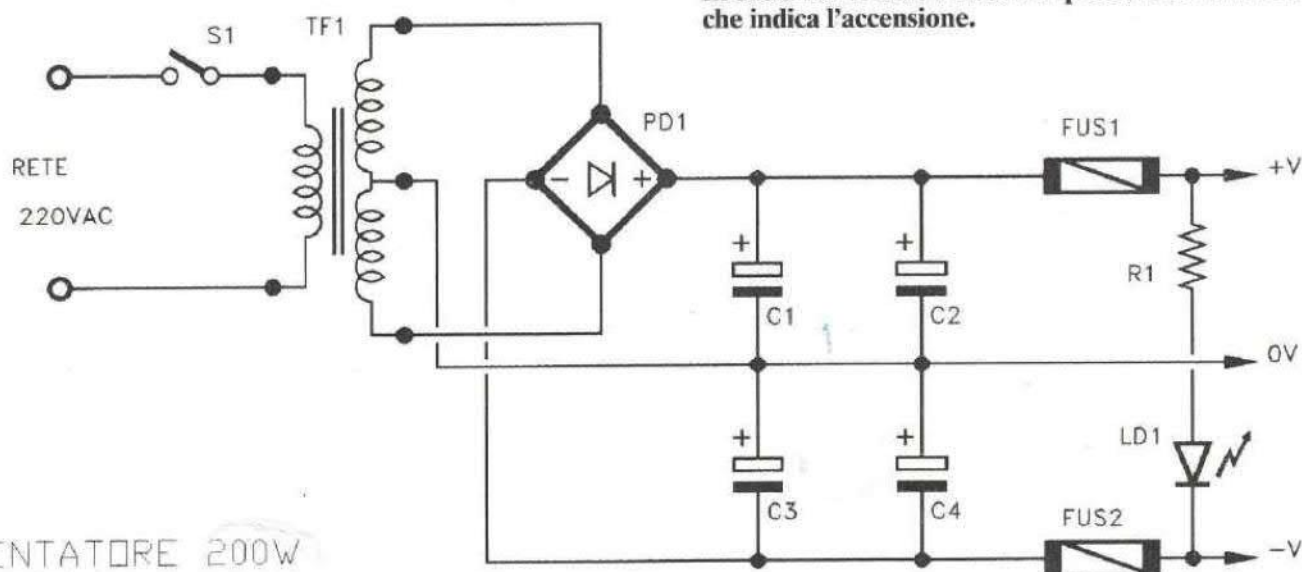 che indica l'accensione.
S1
TF1
PD1
FUS1
+V
RETE
220VAC
R1
+
C1
+
C2
0V
LD1
+
C3
+
C4
FUS2
-V
ENTATORE 200W
- +